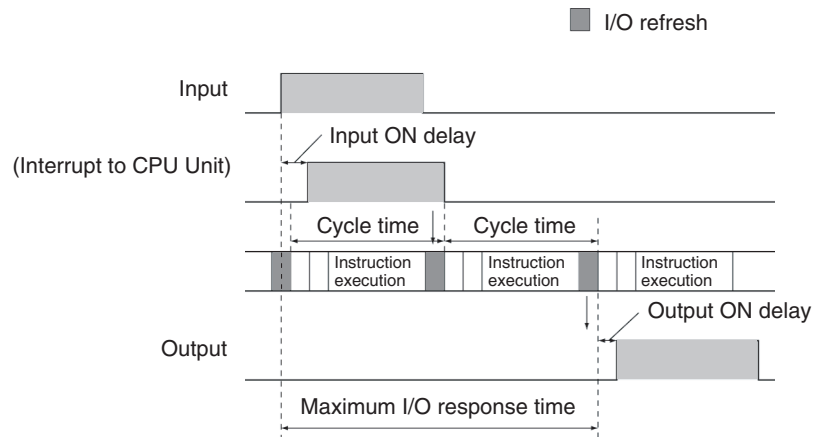 I/O refresh
Input
Input ON delay
(Interrupt to CPU Unit)
Cycle time
Cycle time
Instruction
execution
Instruction
execution
Instruction
execution
Output ON delay
Output
Maximum I/O response time